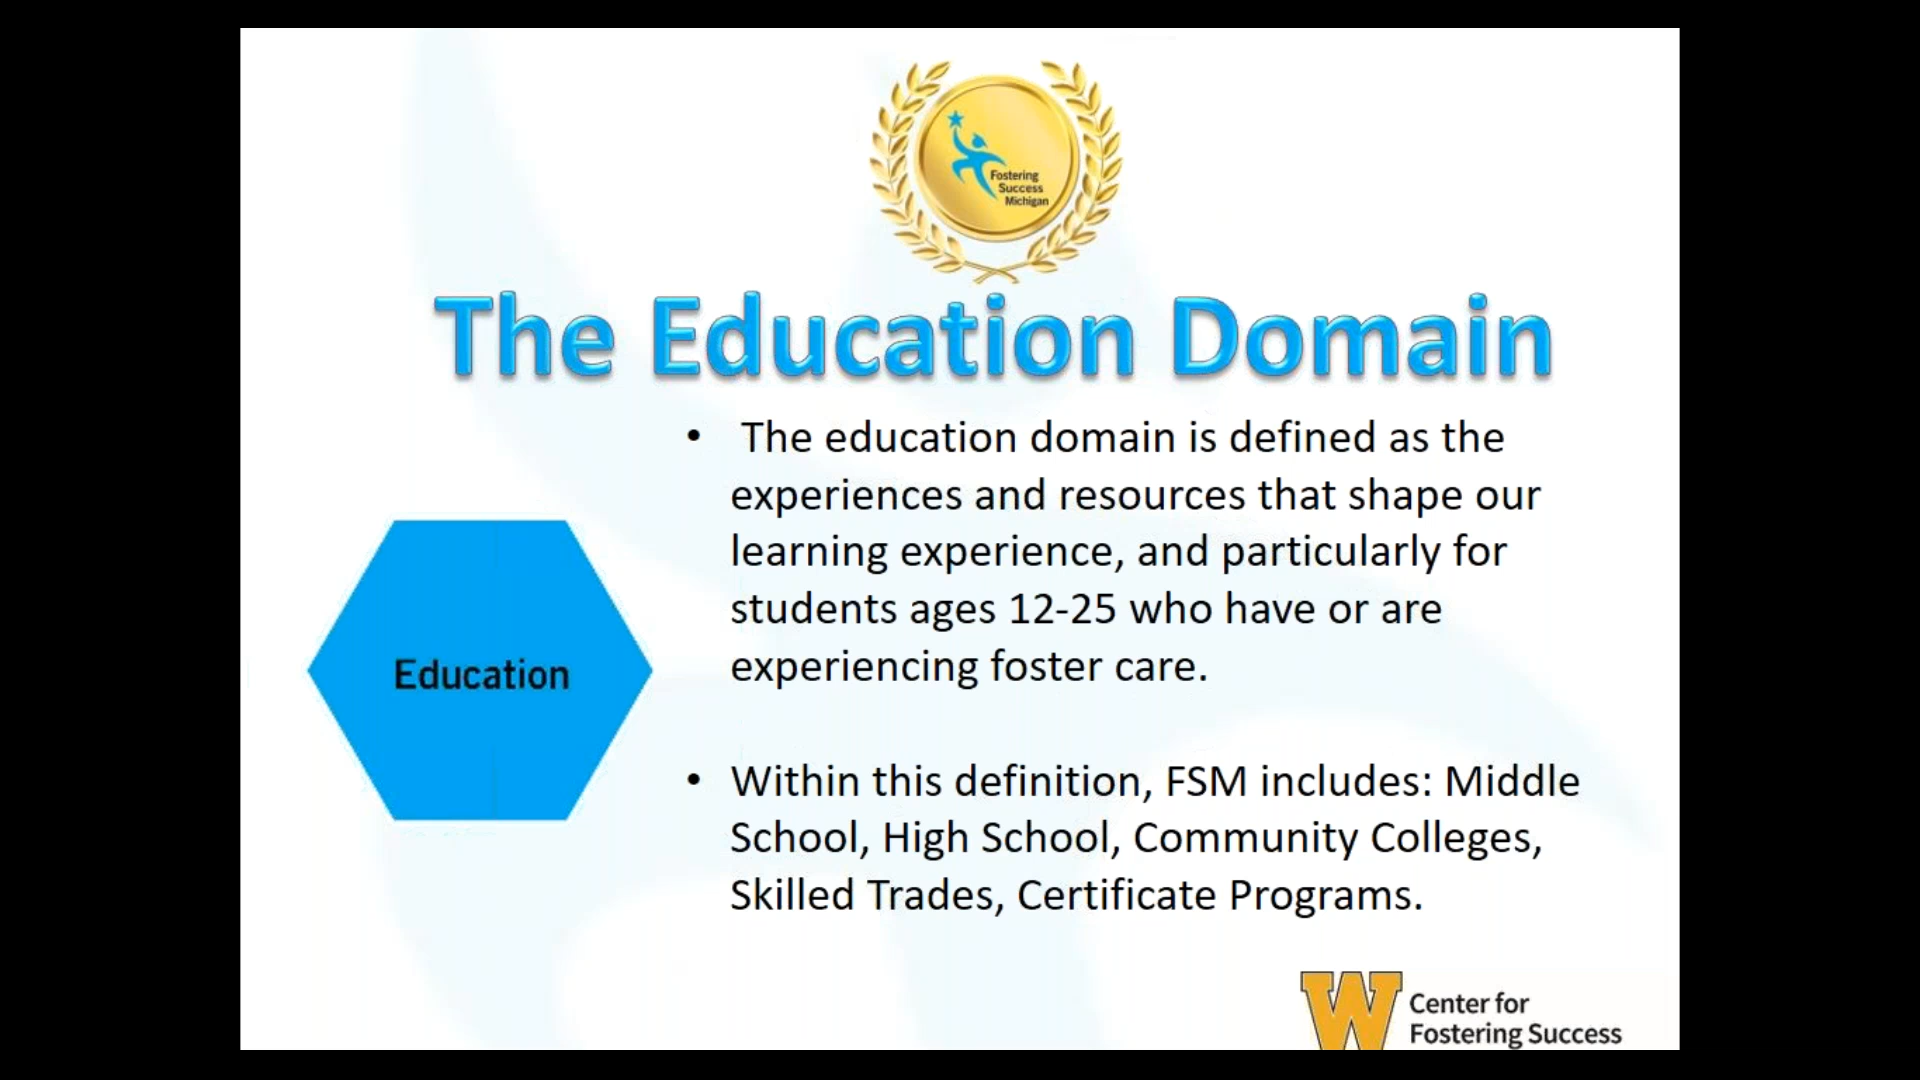 Fostering
Success
Michigan
The Education Domain
• The education domain is defined as the
experiences and resources that shape our
learning experience, and particularly for
students ages 12-25 who have or are
experiencing foster care.
Education
• Within this definition, FSM includes: Middle
School, High School, Community Colleges,
Skilled Trades, Certificate Programs.
W
Center for
Fostering Success